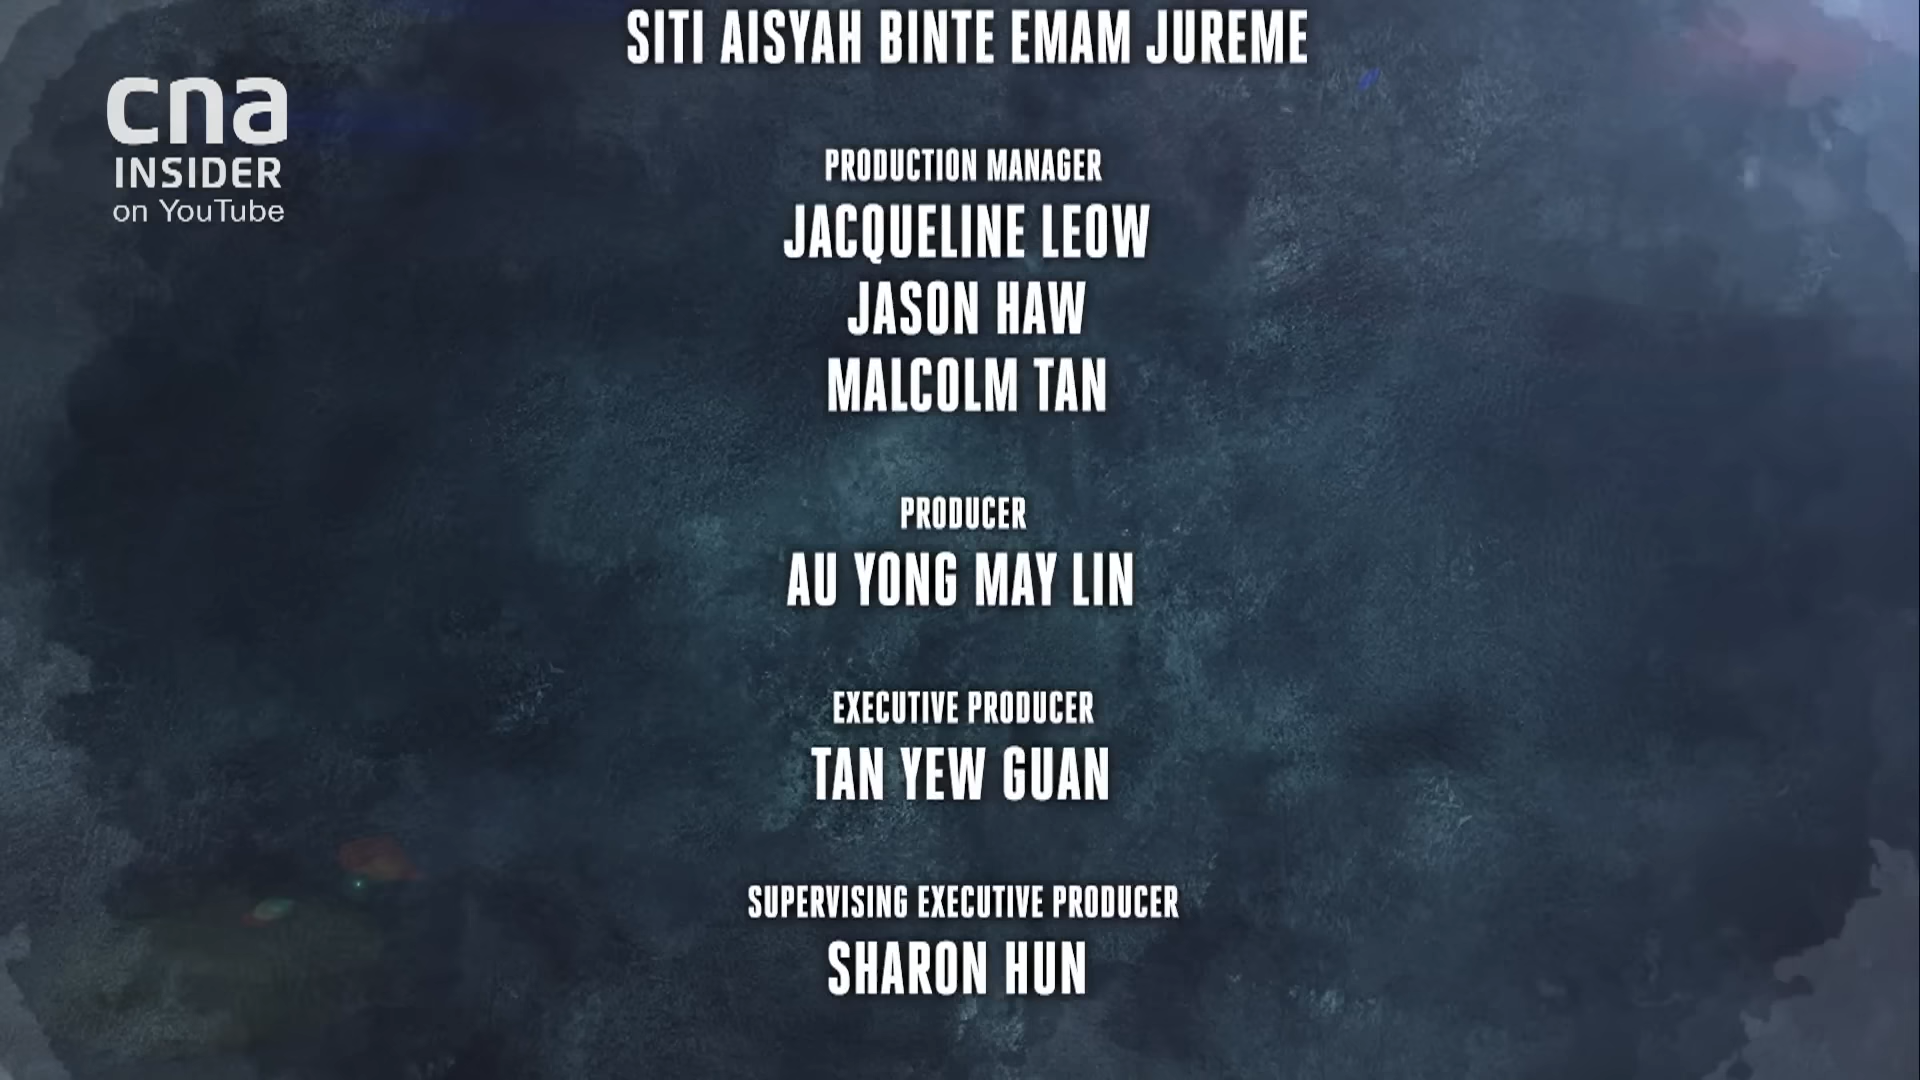 SITI AISYAH BINTE EMAM JUREME
cna
INSIDER
on YouTube
PRODUCTION MANAGER
JACQUELINE LEOW
JASON HAW
MALCOLM TAN
PRODUCER
AU YONG MAY LIN
EXECUTIVE PRODUCER
TAN YEW GUAN
SUPERVISING EXECUTIVE PRODUCER
SHARON HUN